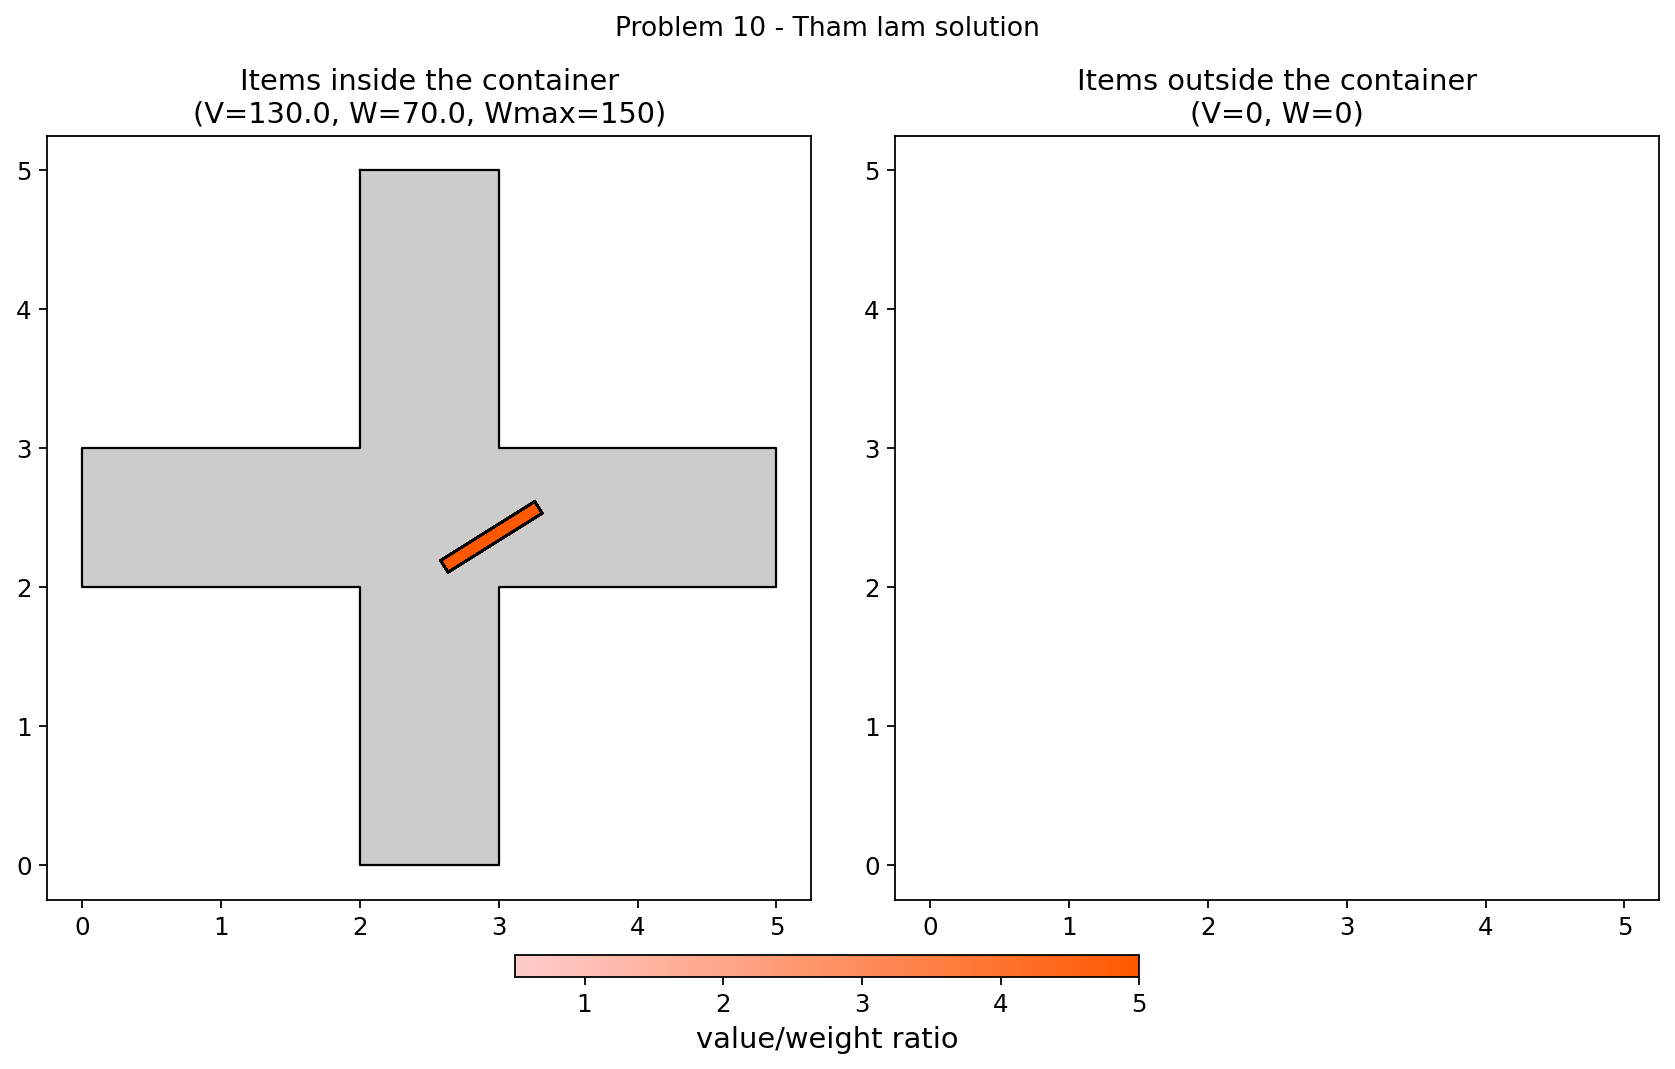 Problem 10 - Tham lam solution
Items inside the container
(V=130.0, W=70.0, Wmax=150)
5
4
3
2
1
0
0 1 2 3 4 5
Items outside the container
(V=0, W=0)
5
4
3
2
1
0
0 1 2 3 4 5
1 2 3 4 5
value/weight ratio